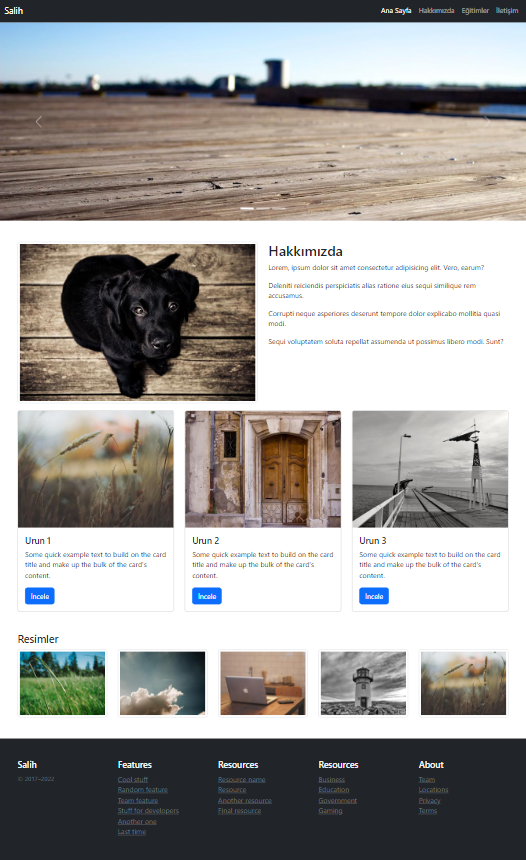 Salih
Ana Sayfa Hakkımızda Eğitimler İletişim
Hakkımızda
Lorem, ipsum dolor sit amet consectetur adipisicing elit. Vero, earum?
Deleniti reiciendis perspiciatis alias ratione eius sequi similique rem
accusamus.
Corrupti neque asperiores deserunt tempore dolor explicabo mollitia quasi
modi.
Sequi voluptatem soluta repellat assumenda ut possimus libero modi. Sunt?
Urun 1
Some quick example text to build on the card
title and make up the bulk of the card's
content.
İncele
Urun 2
Some quick example text to build on the card
title and make up the bulk of the card's
content.
İncele
Urun 3
Some quick example text to build on the card
title and make up the bulk of the card's
content.
İncele
Resimler
Salih
© 2017–2022
Features
Cool stuff
Random feature
Team feature
Stuff for developers
Another one
Last time
Resources
Resource name
Resource
Another resource
Final resource
Resources
Business
Education
Government
Gaming
About
Team
Locations
Privacy
Terms